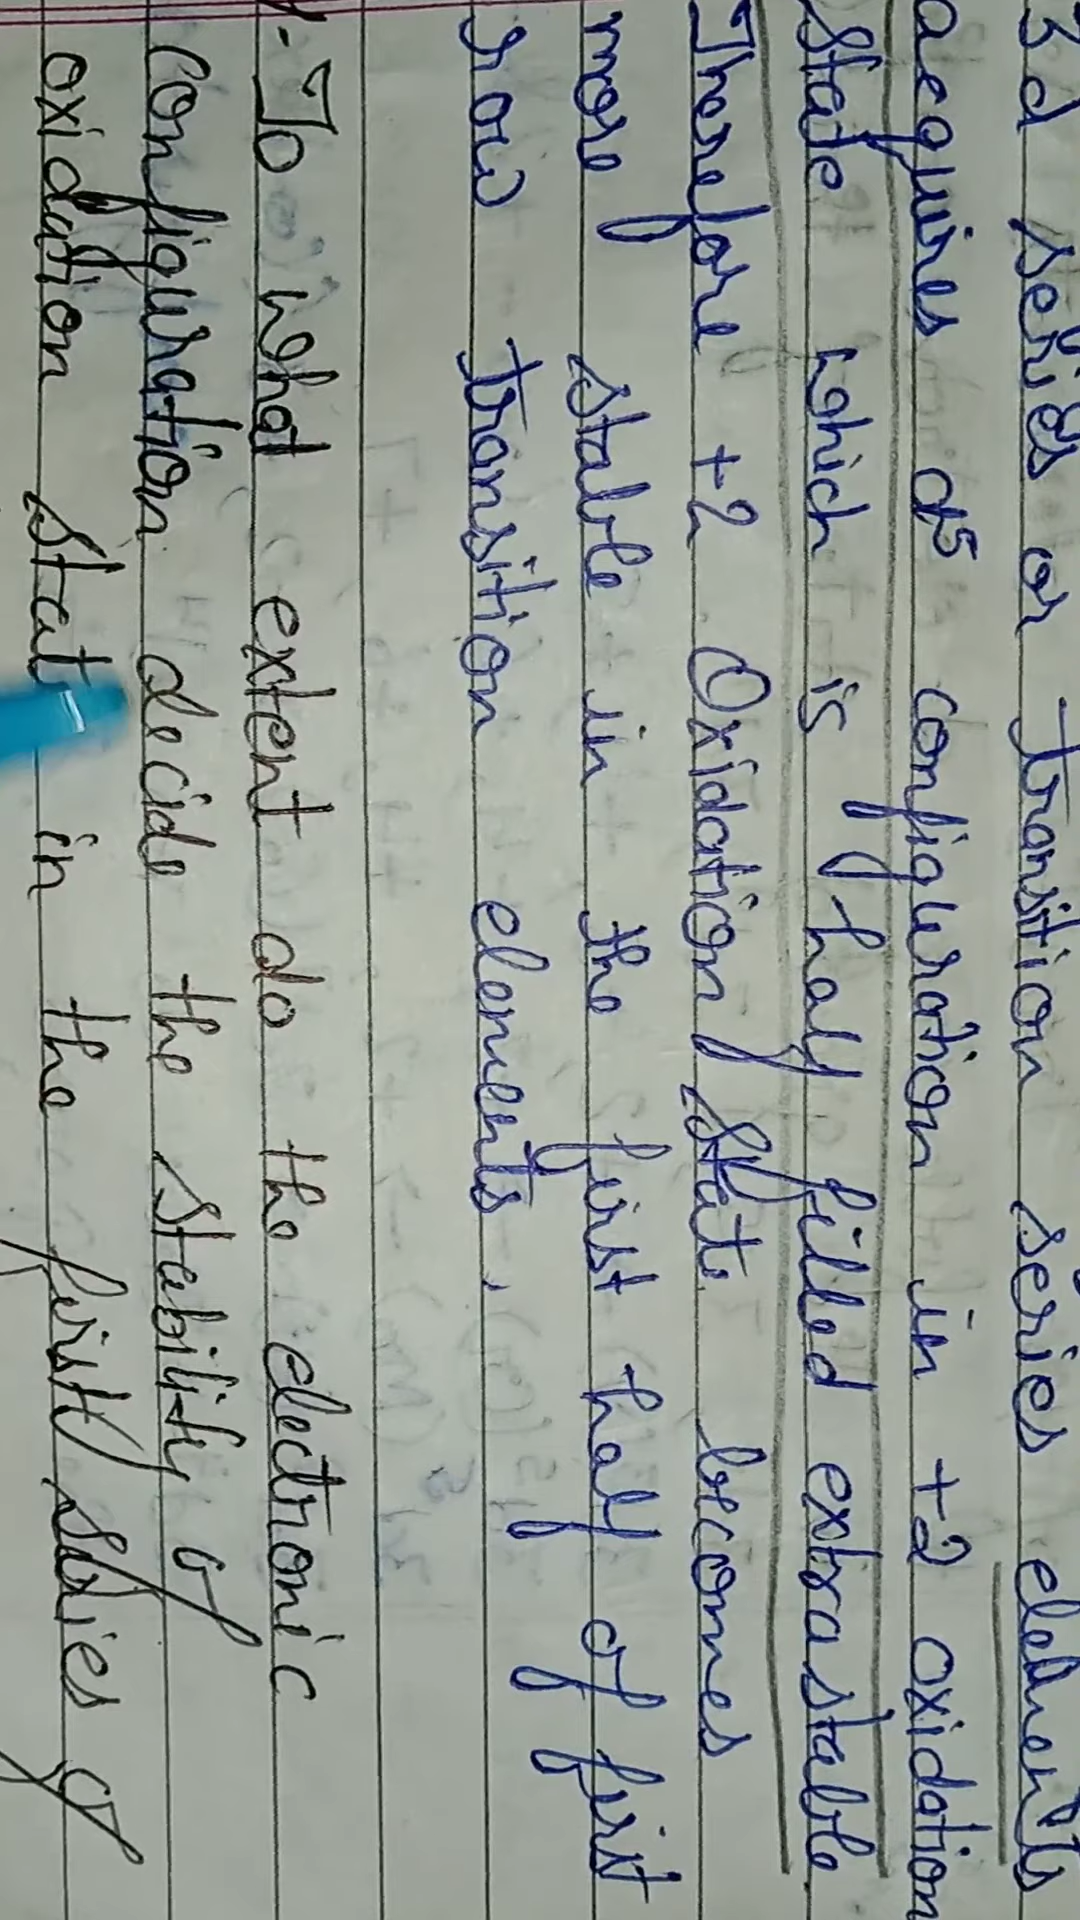 3d series or transition series elements
acquires d⁵ configuration in +2 oxidation
state which is half filled extra stable
Therefore +2 Oxidation state becomes
more stable in the first half of first
row transition elements.
To what extent do the electronic
configuration decide the stability of
oxidation stat in the first series of